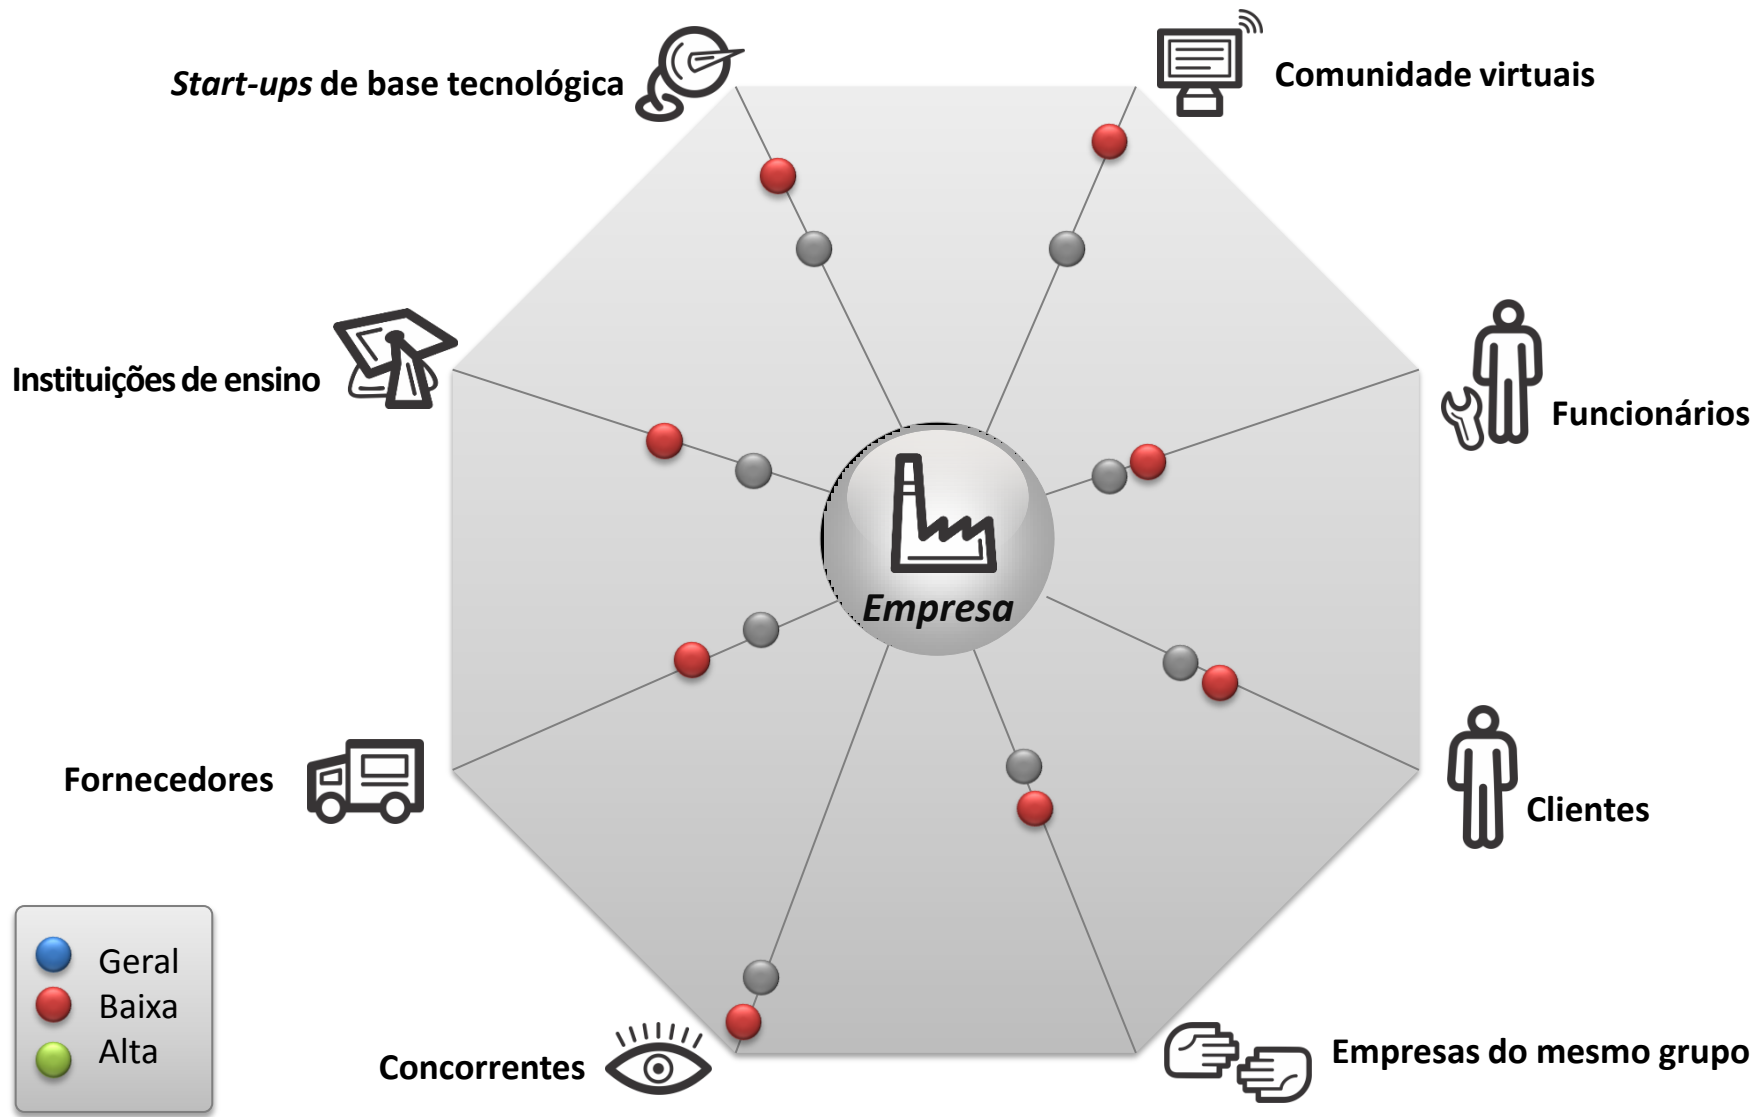 Start-ups de base tecnológica
Comunidade virtuais
Instituições de ensino
Funcionários
Empresa
Fornecedores
Clientes
Geral
Baixa
Alta
Concorrentes
Empresas do mesmo grupo